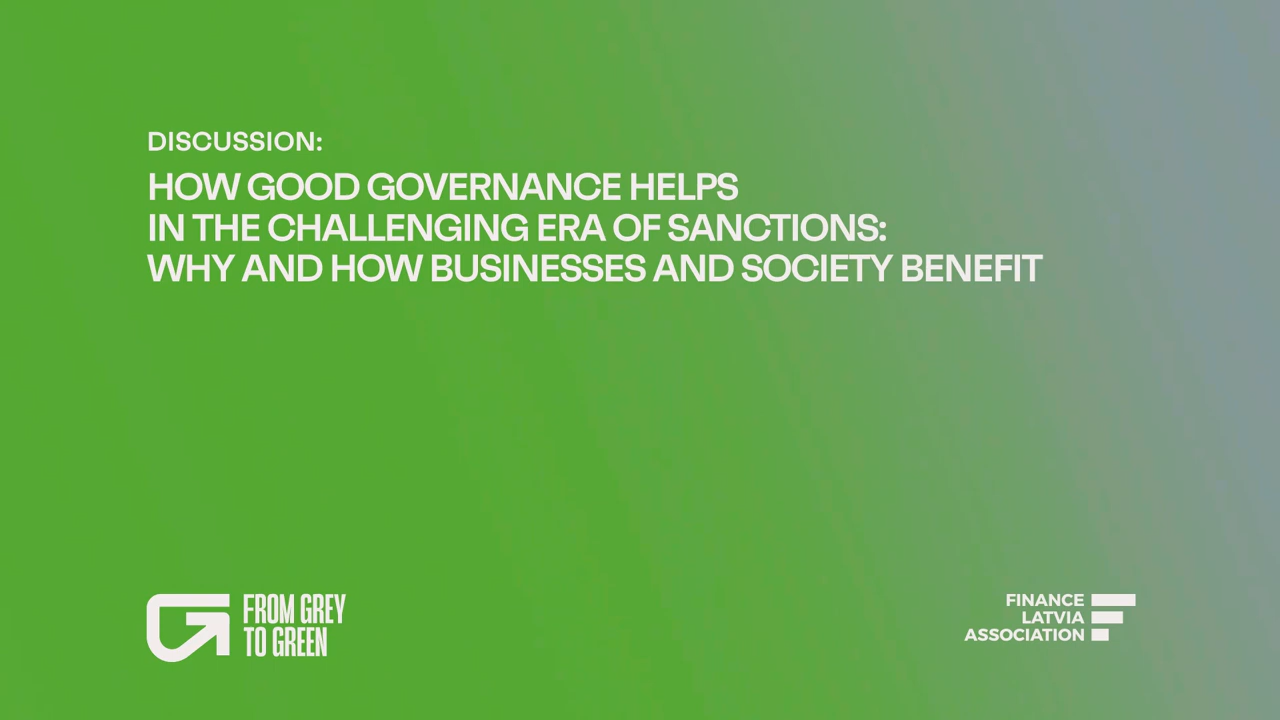 DISCUSSION:
HOW GOOD GOVERNANCE HELPS
IN THE CHALLENGING ERA OF SANCTIONS:
WHY AND HOW BUSINESSES AND SOCIETY BENEFIT
FROM GREY
TO GREEN
FINANCE
LATVIA
ASSOCIATION